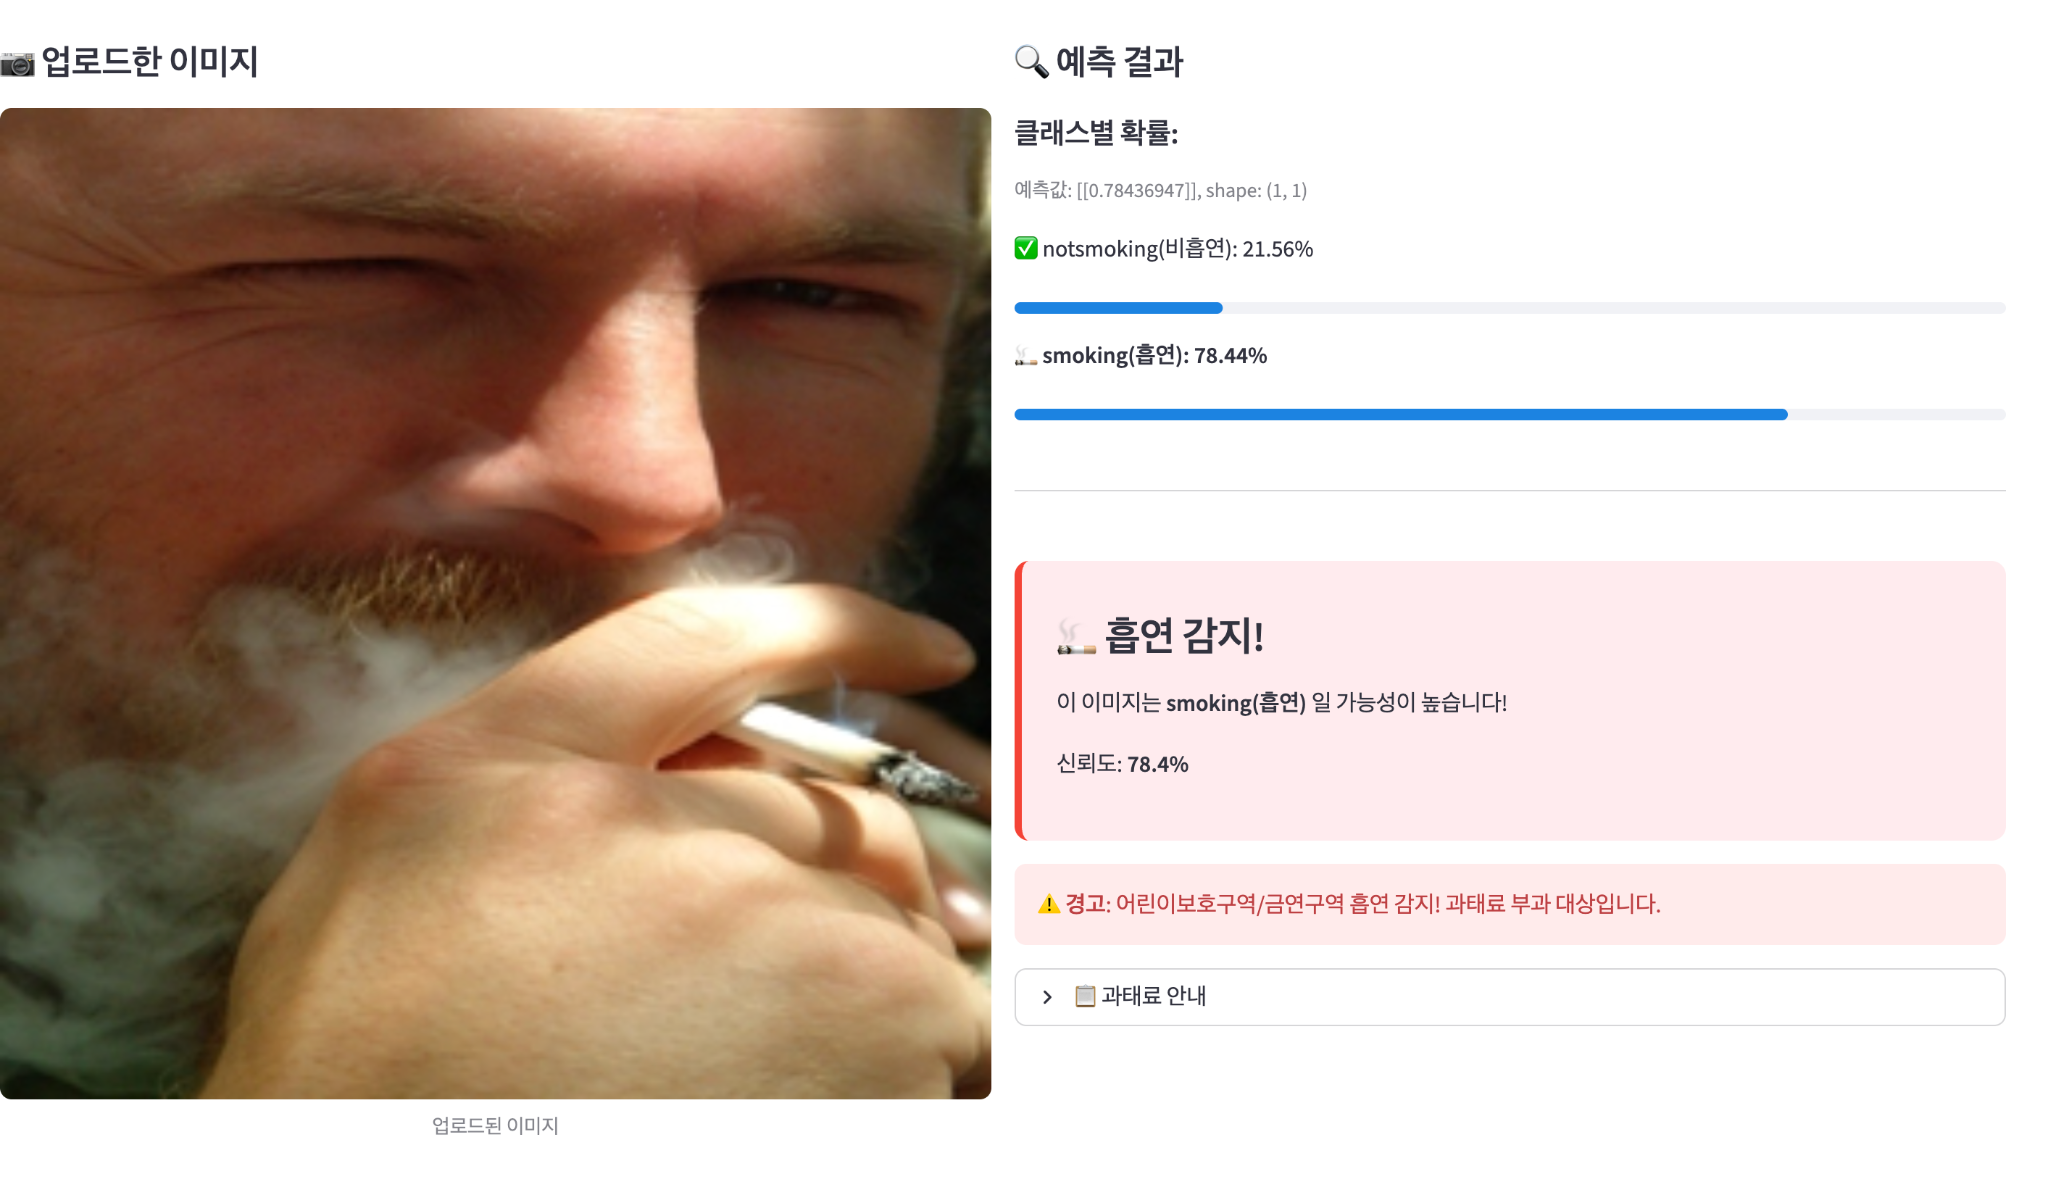 📷 업로드한 이미지
업로드된 이미지
🔍 예측 결과
클래스별 확률:
예측값: [[0.78436947]], shape: (1, 1)
✅ notsmoking(비흡연): 21.56%
🚬 smoking(흡연): 78.44%
🚬 흡연 감지!
이 이미지는 smoking(흡연) 일 가능성이 높습니다!
신뢰도: 78.4%
⚠️ 경고: 어린이보호구역/금연구역 흡연 감지! 과태료 부과 대상입니다.
📋 과태료 안내